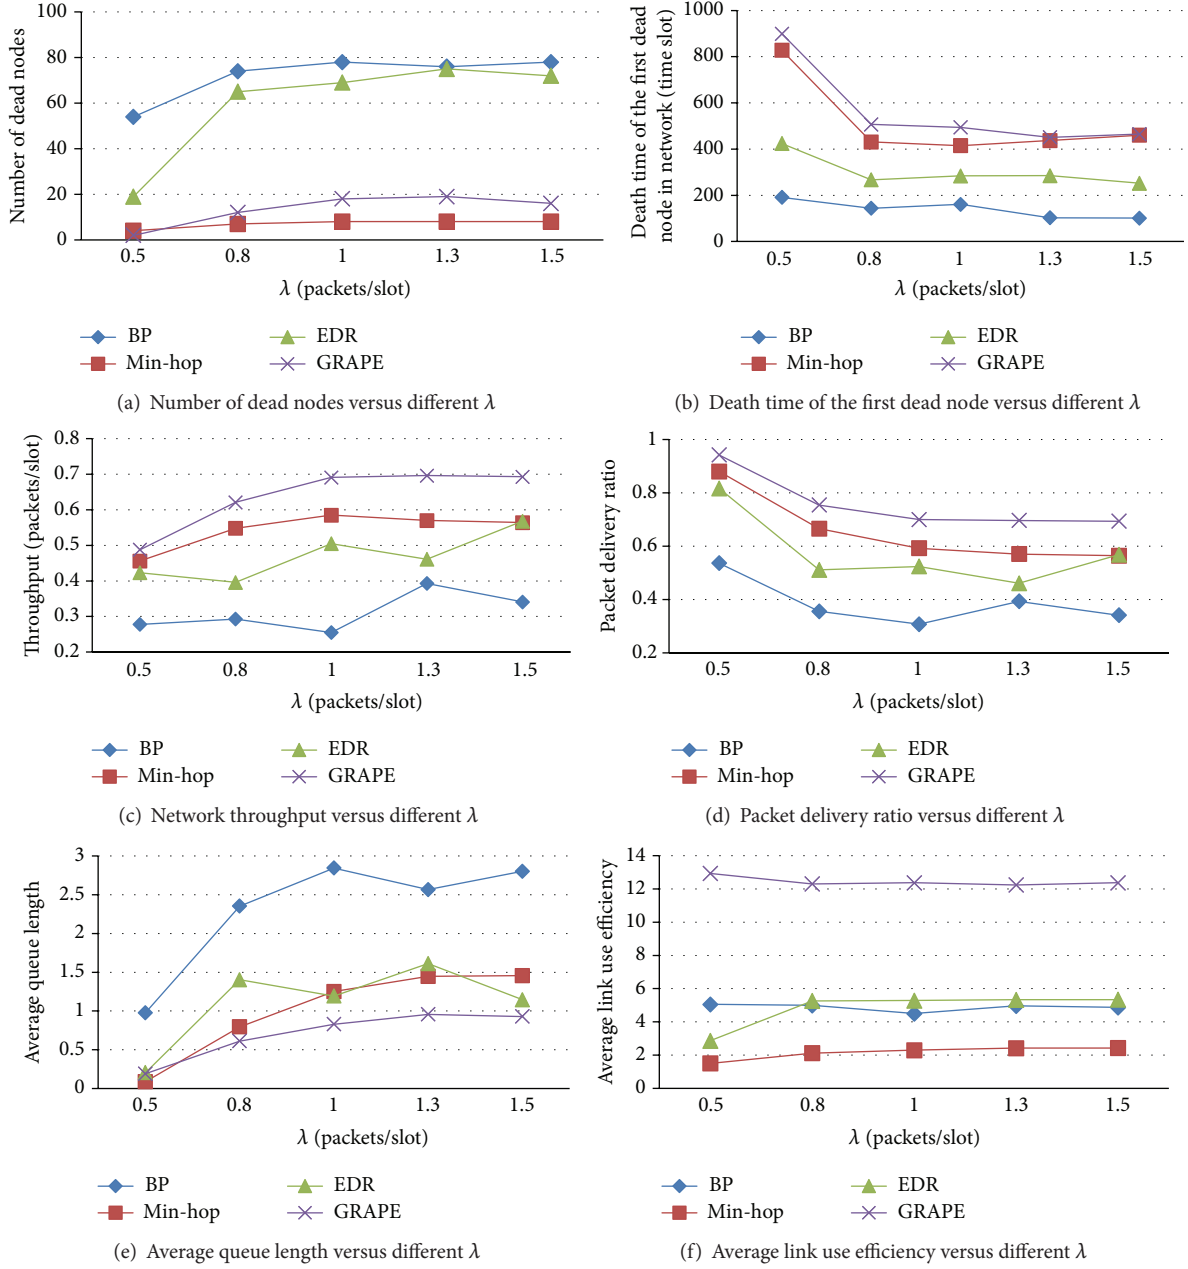 Number of dead nodes
100
80
60
40
20
0
0.5 0.8 1 1.3 1.5
λ (packets/slot)
BP EDR
Min-hop GRAPE
(a) Number of dead nodes versus different λ
Death time of the first dead
node in network (time slot)
1000
800
600
400
200
0
0.5 0.8 1 1.3 1.5
λ (packets/slot)
BP EDR
Min-hop GRAPE
(b) Death time of the first dead node versus different λ
Throughput (packets/slot)
0.8
0.7
0.6
0.5
0.4
0.3
0.2
0.5 0.8 1 1.3 1.5
λ (packets/slot)
BP EDR
Min-hop GRAPE
(c) Network throughput versus different λ
Packet delivery ratio
1
0.8
0.6
0.4
0.2
0.5 0.8 1 1.3 1.5
λ (packets/slot)
BP EDR
Min-hop GRAPE
(d) Packet delivery ratio versus different λ
Average queue length
3
2.5
2
1.5
1
0.5
0
0.5 0.8 1 1.3 1.5
λ (packets/slot)
BP EDR
Min-hop GRAPE
(e) Average queue length versus different λ
Average link use efficiency
14
12
10
8
6
4
2
0
0.5 0.8 1 1.3 1.5
λ (packets/slot)
BP EDR
Min-hop GRAPE
(f) Average link use efficiency versus different λ